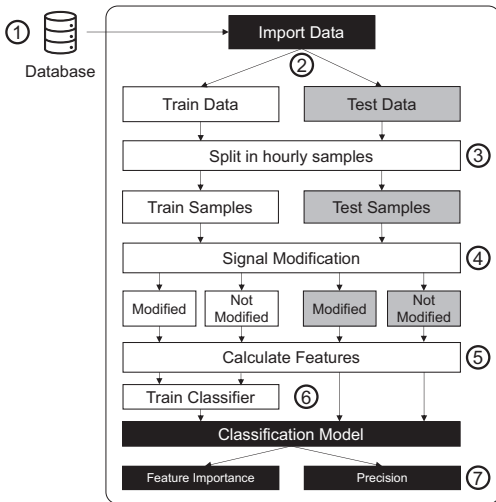 1
Import Data
Database
2
Train Data
Test Data
Split in hourly samples
3
Train Samples
Test Samples
Signal Modification
4
Modified
Not
Modified
Modified
Not
Modified
Calculate Features
5
Train Classifier
6
Classification Model
Feature Importance
Precision
7